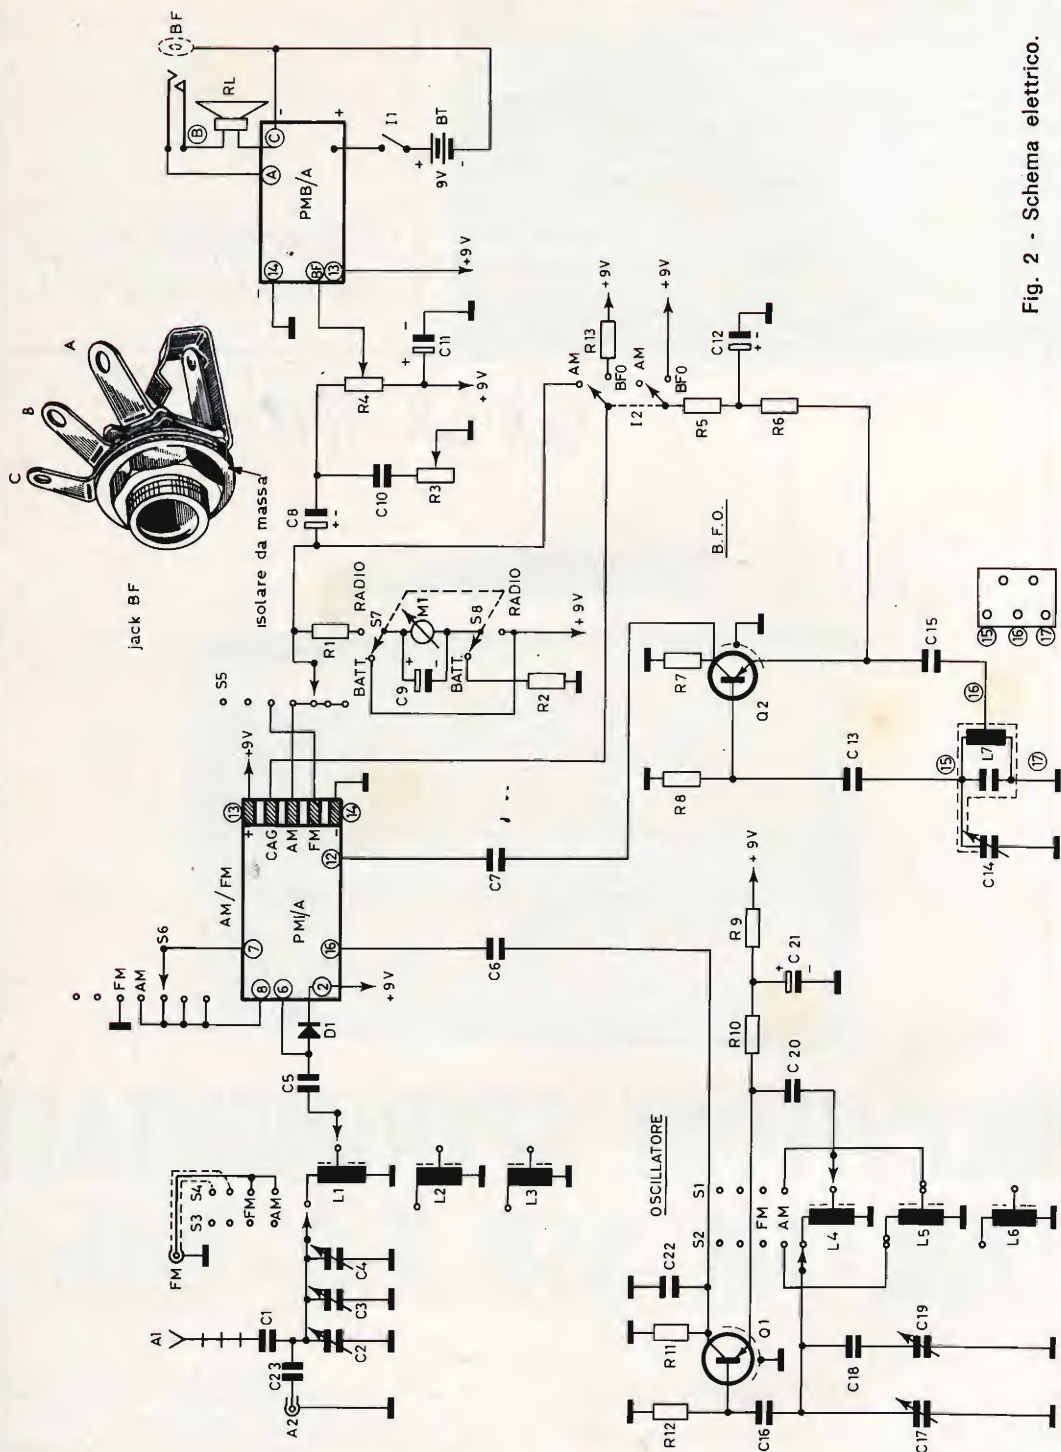 BF
RL
B
A
C
-
+
PMB/A
14
BF
13
-
I1
+
BT
9V
-
+9V
C
B
A
jack BF
isolare da massa
C8
+ -
R4
+ -
C11
+9V
C10
R3
AM
R13
+9V
BFO
AM
BFO
+9V
I2
R5
C12
+ -
R6
S5
R1
RADIO
BATT.
S7
M1
C9
+
-
BATT.
S8
RADIO
R2
+9V
B.F.O.
+9V
13
AM/FM
+
CAG
AM
FM
-
14
PMI/A
7
8
6
2
16
12
S6
FM
AM
+9V
D1
C5
C7
C6
R7
R8
Q2
C13
C15
15
16
17
L7
C14
15
16
17
FM
S3
S4
FM
AM
A1
C1
C23
A2
C2
C3
C4
L1
L2
L3
OSCILLATORE
S2
S1
FM
AM
R9
+9V
R10
+
-
C21
C20
C22
R11
R12
Q1
C16
C17
C18
C19
L4
L5
L6
Fig. 2 - Schema elettrico.